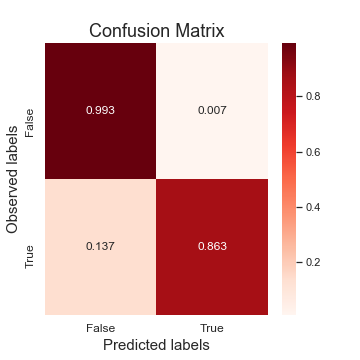 Confusion Matrix
Observed labels
False
True
0.993 0.007
0.137 0.863
False True
Predicted labels
0.8
0.6
0.4
0.2